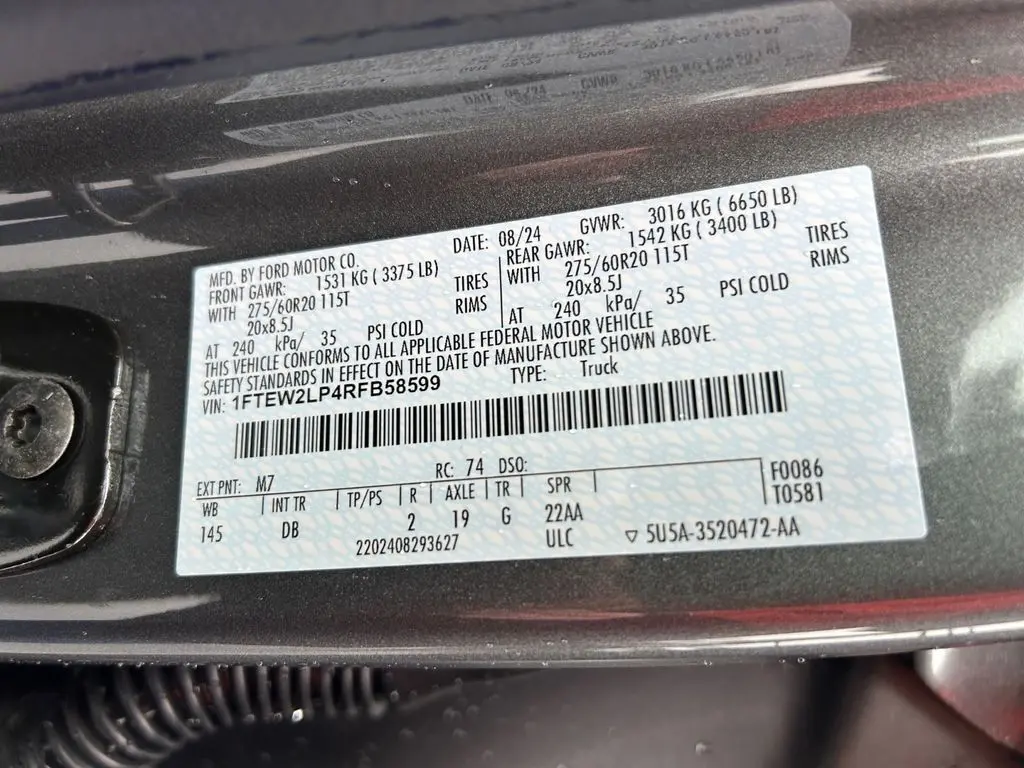 MFD. BY FORD MOTOR CO. DATE: 08/24 GVWR: 3016 KG ( 6650 LB)
FRONT GAWR: 1531 KG ( 3375 LB) REAR GAWR: 1542 KG ( 3400 LB)
WITH 275/60R20 115T TIRES WITH 275/60R20 115T TIRES
20x8.5J RIMS 20x8.5J RIMS
AT 240 kPa/ 35 PSI COLD AT 240 kPa/ 35 PSI COLD
THIS VEHICLE CONFORMS TO ALL APPLICABLE FEDERAL MOTOR VEHICLE
SAFETY STANDARDS IN EFFECT ON THE DATE OF MANUFACTURE SHOWN ABOVE.
VIN: 1FTEW2LP4RFB58599 TYPE: Truck
EXT PNT: M7 RC: 74 DSO: F0086
WB INT TR TP/PS R AXLE TR SPR T0581
145 DB 2 19 G 22AA
2202408293627 ULC ▽ 5U5A-3520472-AA